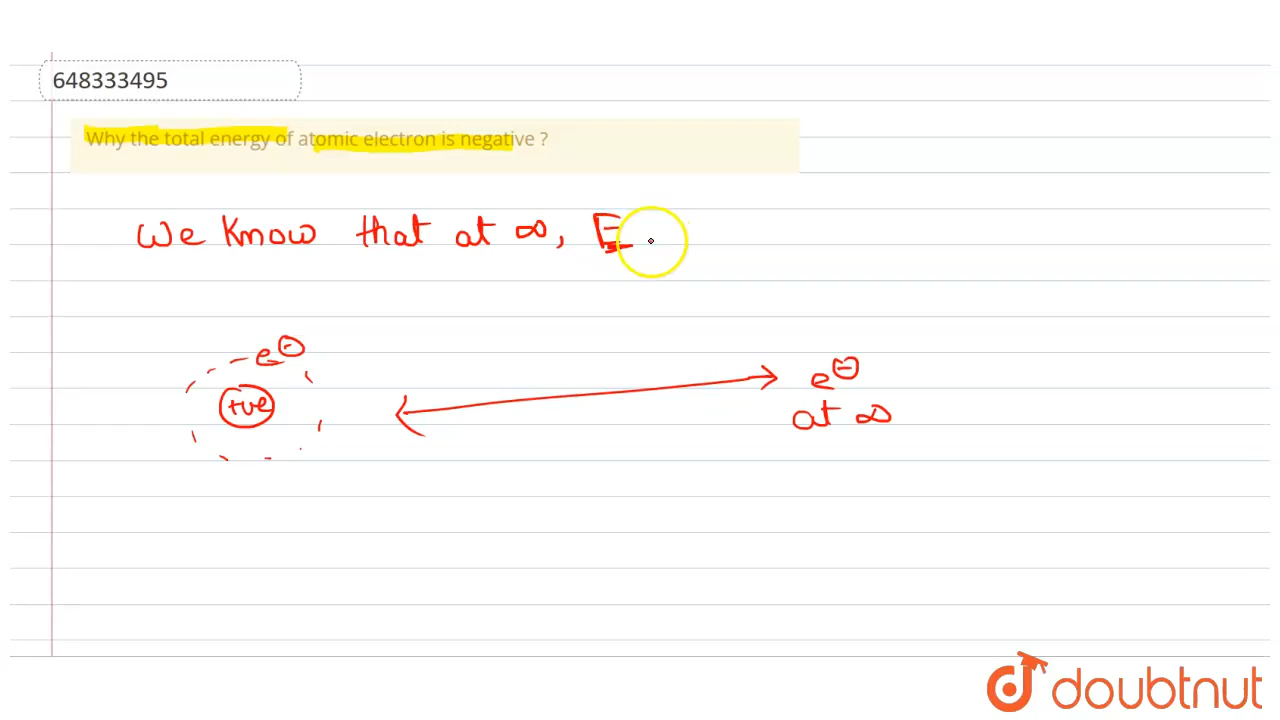 648333495
Why the total energy of atomic electron is negative ?
We know that at ∞, E
e⊖
+ve
e⊖
at ∞
doubtnut